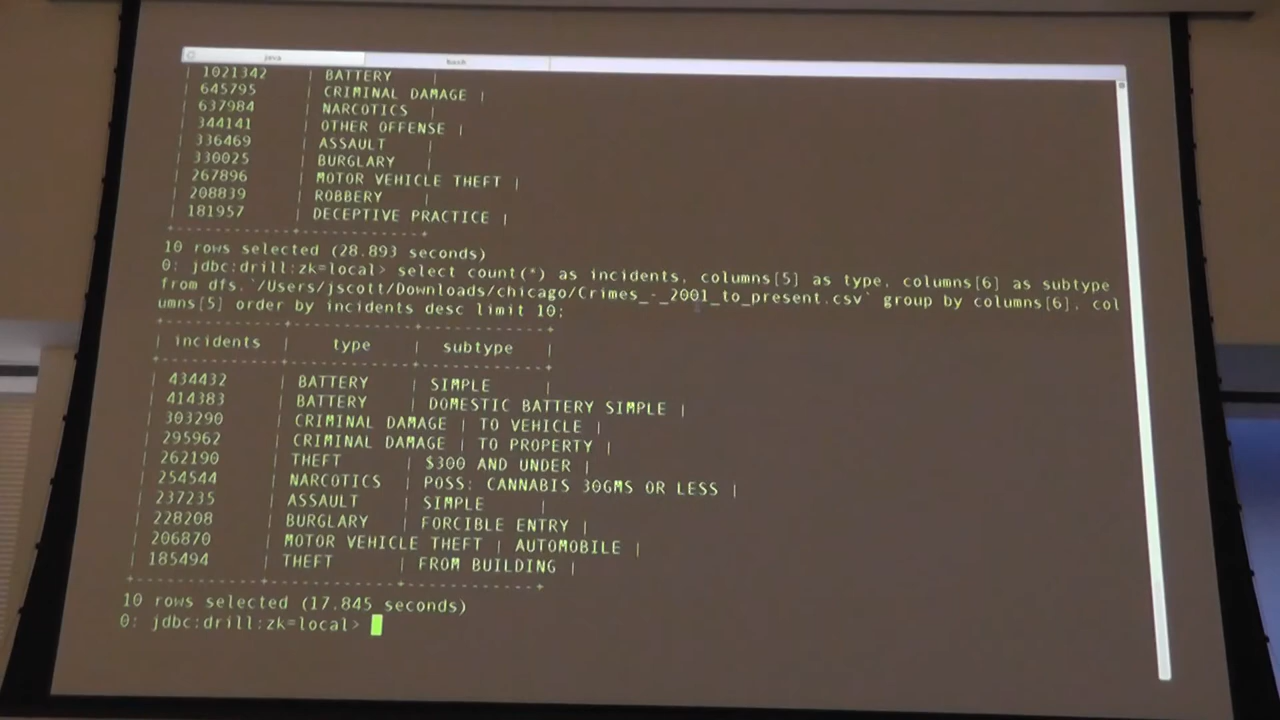 java bash
| 1021342 | BATTERY |
| 645795 | CRIMINAL DAMAGE |
| 637984 | NARCOTICS |
| 344141 | OTHER OFFENSE |
| 336469 | ASSAULT |
| 330025 | BURGLARY |
| 267896 | MOTOR VEHICLE THEFT |
| 208839 | ROBBERY |
| 181957 | DECEPTIVE PRACTICE |
+------------+------------+
10 rows selected (28.893 seconds)
0: jdbc:drill:zk=local> select count(*) as incidents, columns[5] as type, columns[6] as subtype
from dfs.`/Users/jscott/Downloads/chicago/Crimes_-_2001_to_present.csv` group by columns[6], col
umns[5] order by incidents desc limit 10;
+------------+------------+------------+
| incidents | type | subtype |
+------------+------------+------------+
| 434432 | BATTERY | SIMPLE |
| 414383 | BATTERY | DOMESTIC BATTERY SIMPLE |
| 303290 | CRIMINAL DAMAGE | TO VEHICLE |
| 295962 | CRIMINAL DAMAGE | TO PROPERTY |
| 262190 | THEFT | $300 AND UNDER |
| 254544 | NARCOTICS | POSS: CANNABIS 30GMS OR LESS |
| 237235 | ASSAULT | SIMPLE |
| 228208 | BURGLARY | FORCIBLE ENTRY |
| 206870 | MOTOR VEHICLE THEFT | AUTOMOBILE |
| 185494 | THEFT | FROM BUILDING |
+------------+------------+------------+
10 rows selected (17.845 seconds)
0: jdbc:drill:zk=local>